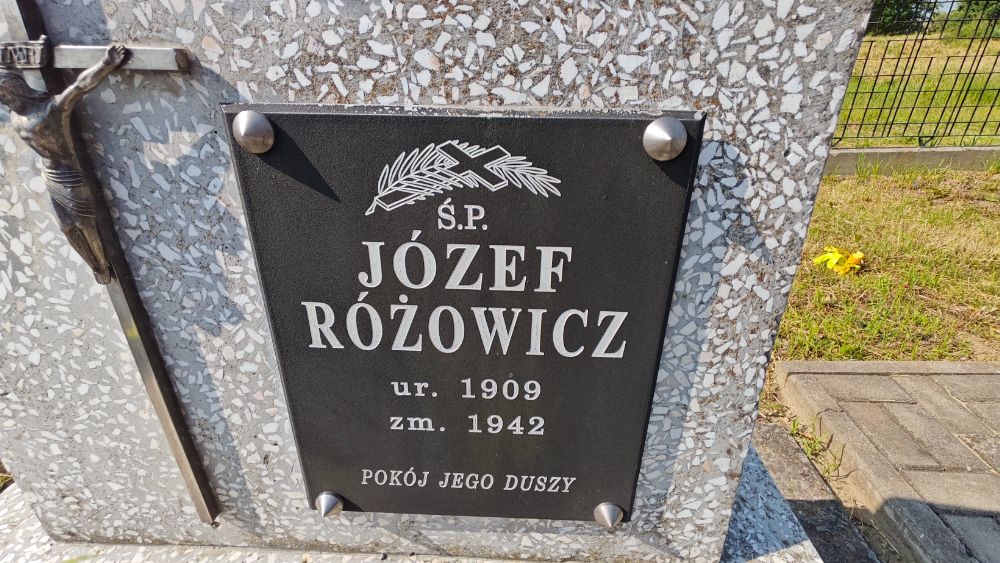 Ś.P.
JÓZEF
RÓŻOWICZ
ur. 1909
zm. 1942
POKÓJ JEGO DUSZY